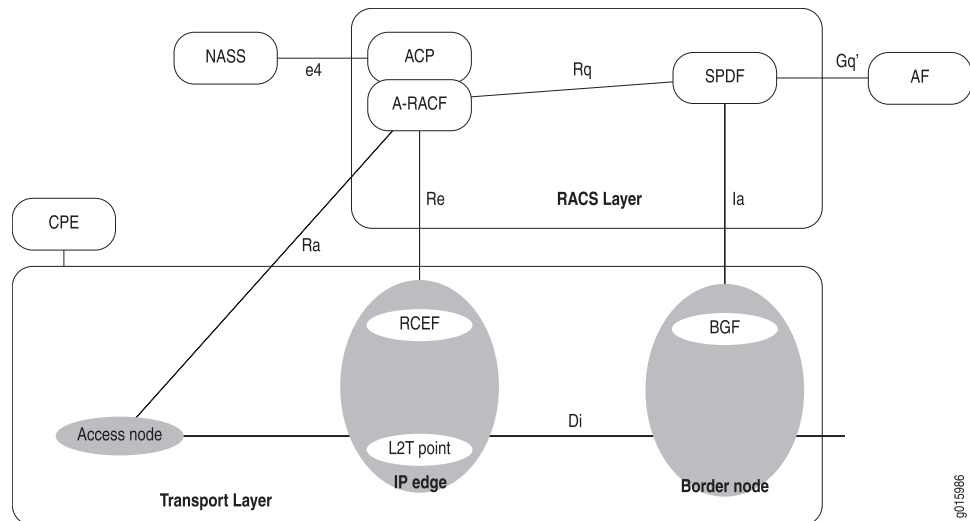 NASS
e4
ACP
A-RACF
Rq
SPDF
Gq'
AF
CPE
Ra
Re
RACS Layer
Ia
RCEF
BGF
Access node
Di
L2T point
IP edge
Border node
Transport Layer
g015986